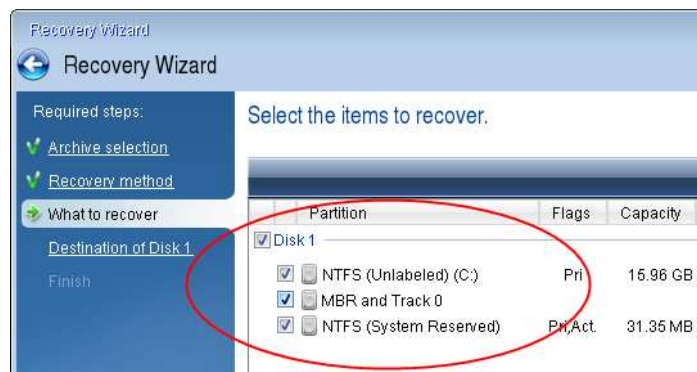 Recovery Wizard
Recovery Wizard
Required steps:
Archive selection
Recovery method
What to recover
Destination of Disk 1
Finish
Select the items to recover.
Partition Flags Capacity
Disk 1
NTFS (Unlabeled) (C:) Pri 15.96 GB
MBR and Track 0
NTFS (System Reserved) Pri,Act. 31.35 MB